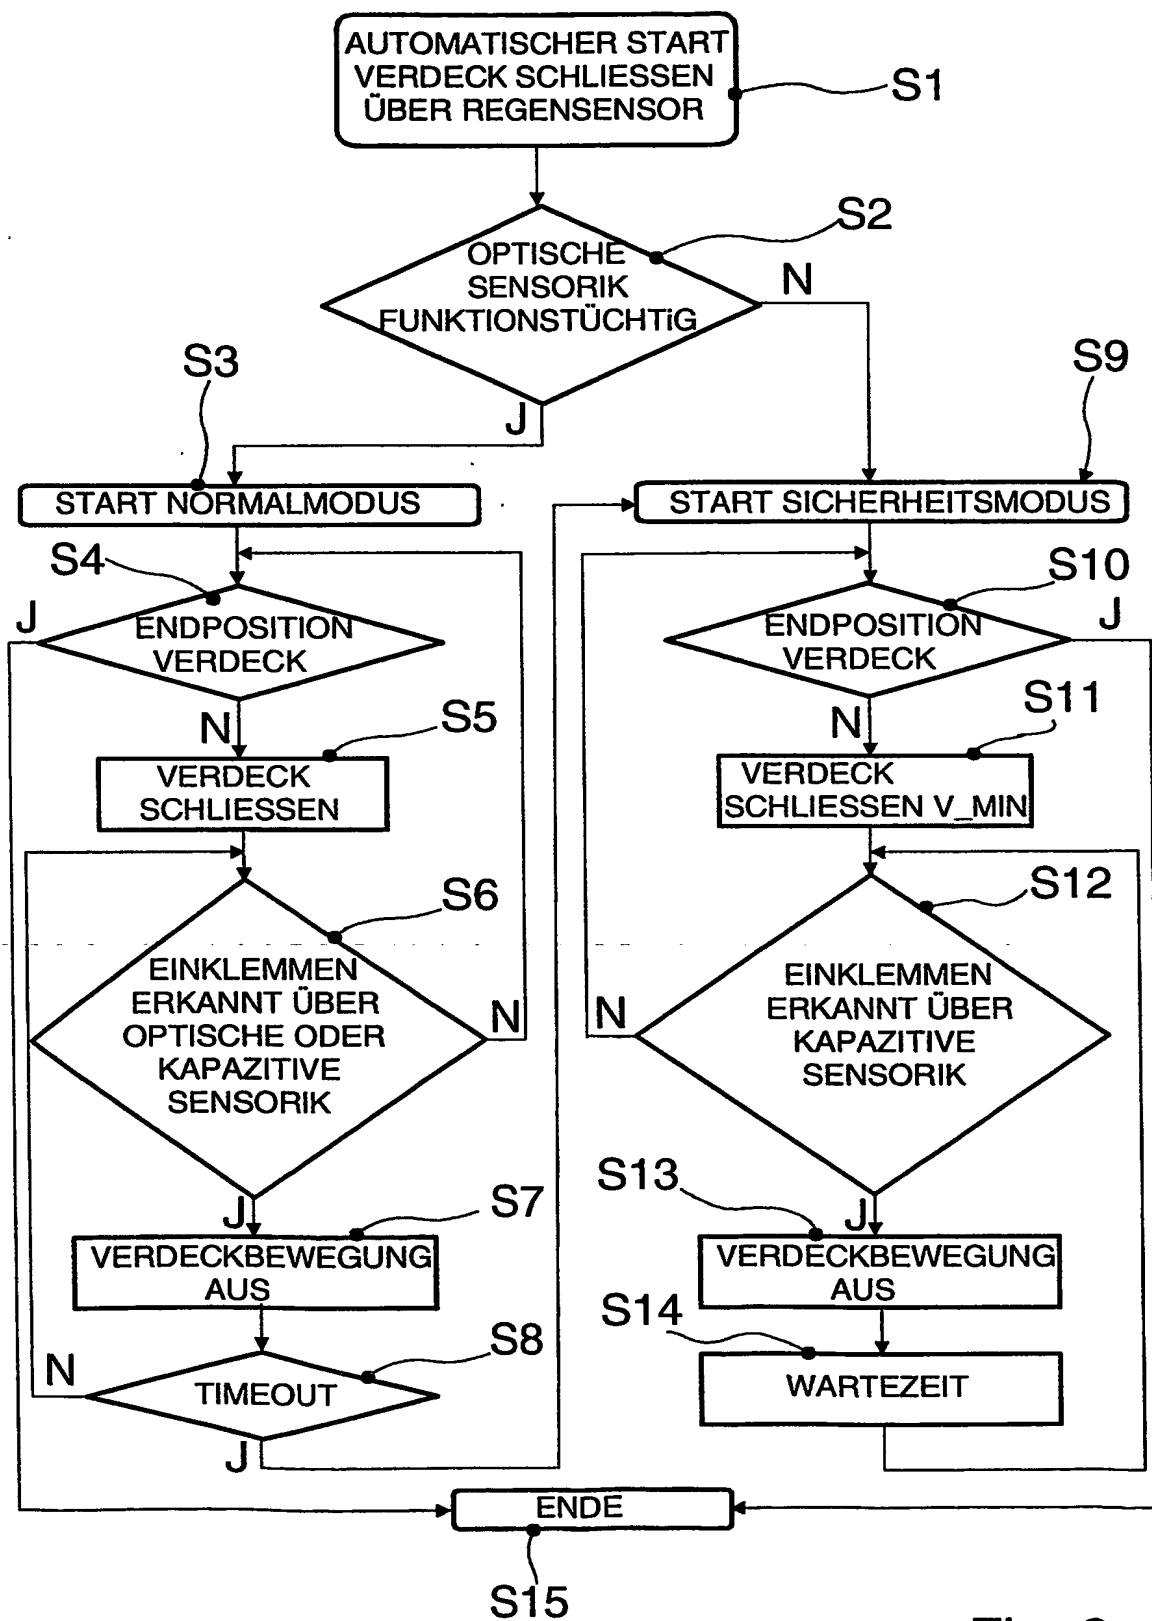 AUTOMATISCHER START
VERDECK SCHLIESSEN
ÜBER REGENSENSOR
S1
S2
OPTISCHE
SENSORIK
FUNKTIONSTÜCHTiG
N
J
S3
S9
START NORMALMODUS
START SICHERHEITSMODUS
S4
J
ENDPOSITION
VERDECK
N
S10
J
ENDPOSITION
VERDECK
N
S5
VERDECK
SCHLIESSEN
S11
VERDECK
SCHLIESSEN V_MIN
S6
EINKLEMMEN
ERKANNT ÜBER
OPTISCHE ODER
KAPAZITIVE
SENSORIK
N
J
S12
EINKLEMMEN
ERKANNT ÜBER
KAPAZITIVE
SENSORIK
N
J
S7
VERDECKBEWEGUNG
AUS
S13
VERDECKBEWEGUNG
AUS
S8
N
TIMEOUT
J
S14
WARTEZEIT
ENDE
S15